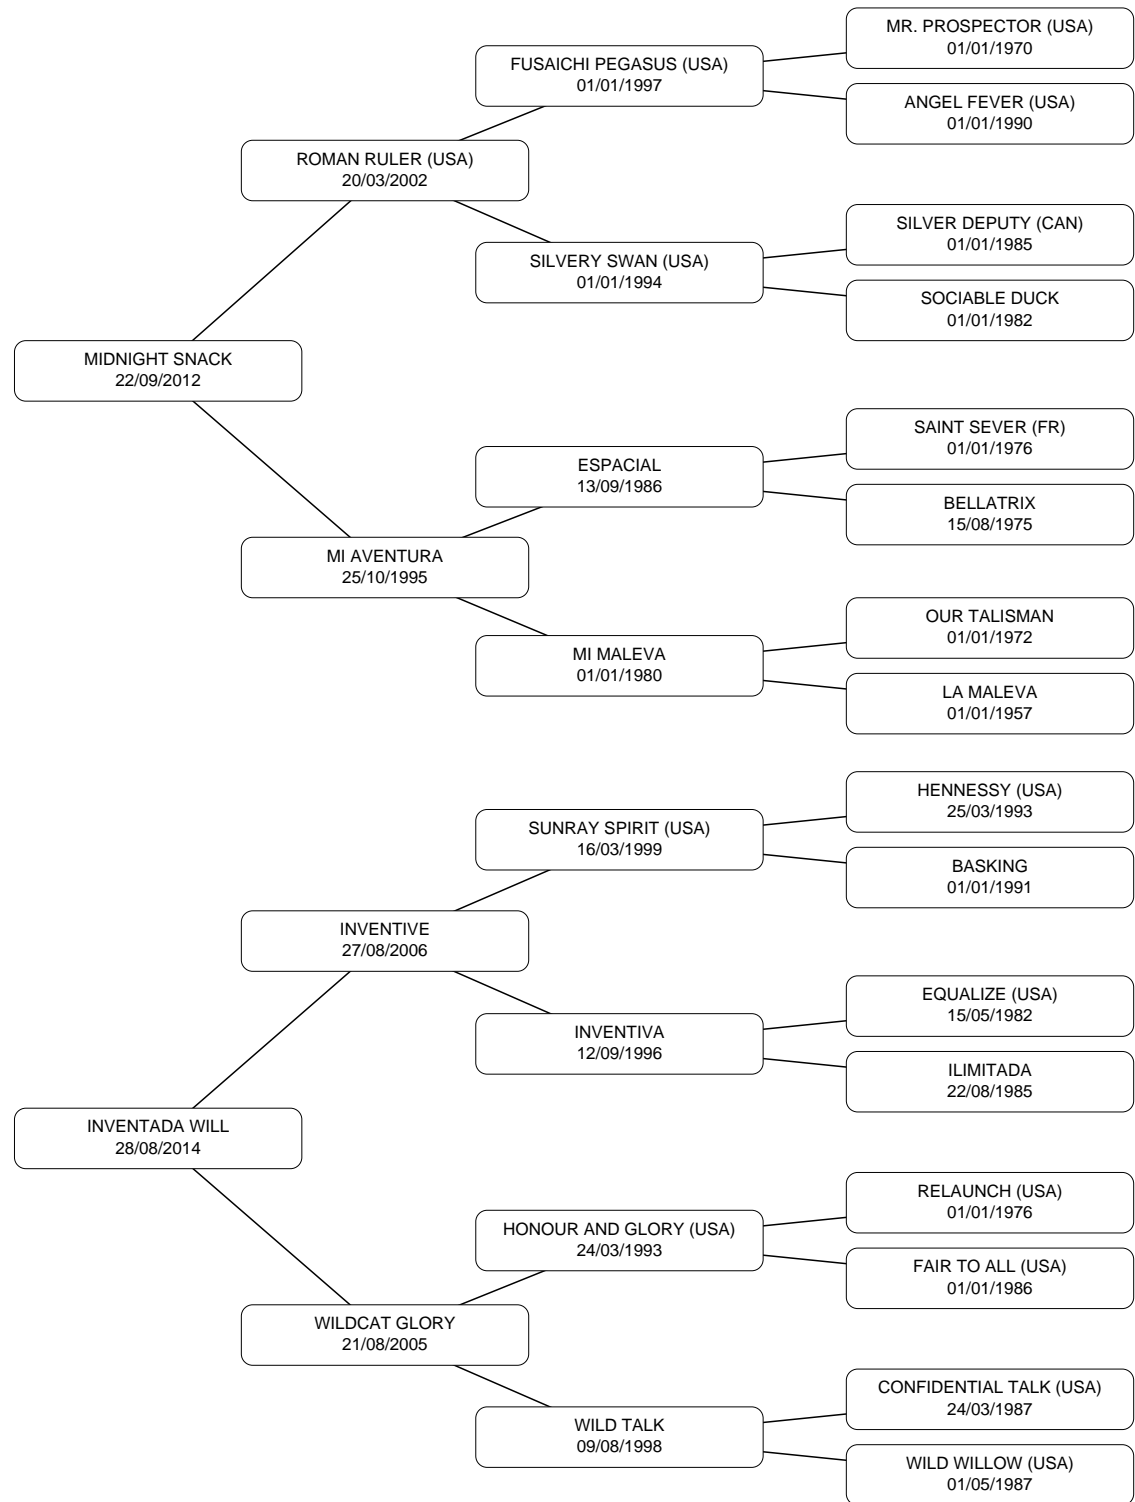 MR. PROSPECTOR (USA)
01/01/1970
FUSAICHI PEGASUS (USA)
01/01/1997
ANGEL FEVER (USA)
01/01/1990
ROMAN RULER (USA)
20/03/2002
SILVER DEPUTY (CAN)
01/01/1985
SILVERY SWAN (USA)
01/01/1994
SOCIABLE DUCK
01/01/1982
MIDNIGHT SNACK
22/09/2012
SAINT SEVER (FR)
01/01/1976
ESPACIAL
13/09/1986
BELLATRIX
15/08/1975
MI AVENTURA
25/10/1995
OUR TALISMAN
01/01/1972
MI MALEVA
01/01/1980
LA MALEVA
01/01/1957
HENNESSY (USA)
25/03/1993
SUNRAY SPIRIT (USA)
16/03/1999
BASKING
01/01/1991
INVENTIVE
27/08/2006
EQUALIZE (USA)
15/05/1982
INVENTIVA
12/09/1996
ILIMITADA
22/08/1985
INVENTADA WILL
28/08/2014
RELAUNCH (USA)
01/01/1976
HONOUR AND GLORY (USA)
24/03/1993
FAIR TO ALL (USA)
01/01/1986
WILDCAT GLORY
21/08/2005
CONFIDENTIAL TALK (USA)
24/03/1987
WILD TALK
09/08/1998
WILD WILLOW (USA)
01/05/1987